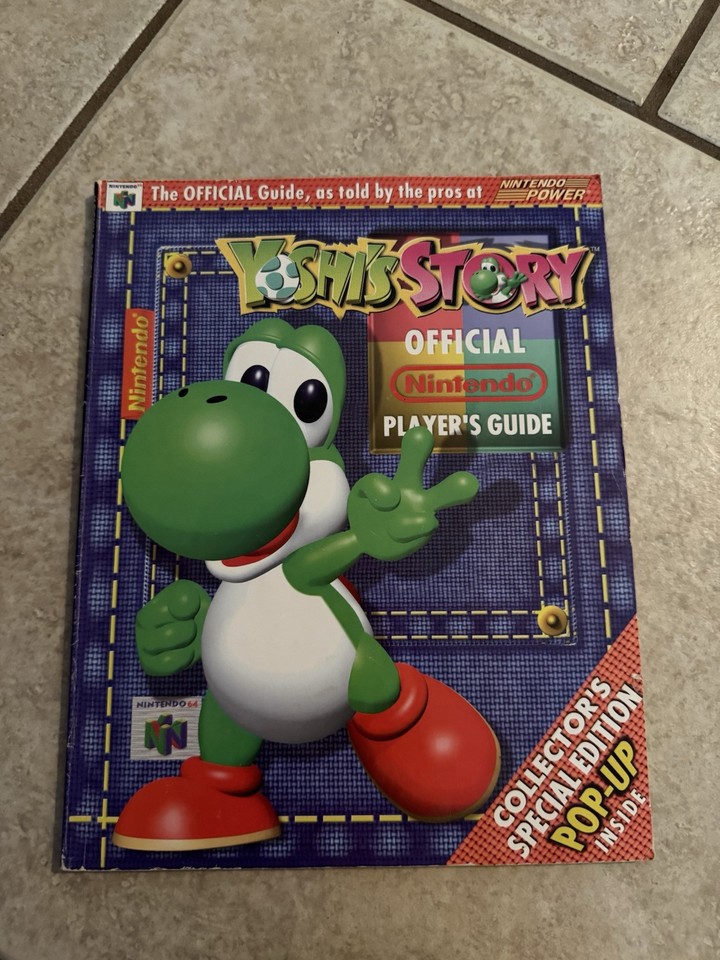 NINTENDO 64
The OFFICIAL Guide, as told by the pros at
NINTENDO
POWER
YOSHI'S STORY™
Nintendo®
OFFICIAL
Nintendo®
PLAYER'S GUIDE
NINTENDO 64
COLLECTOR'S
SPECIAL EDITION
POP-UP
INSIDE